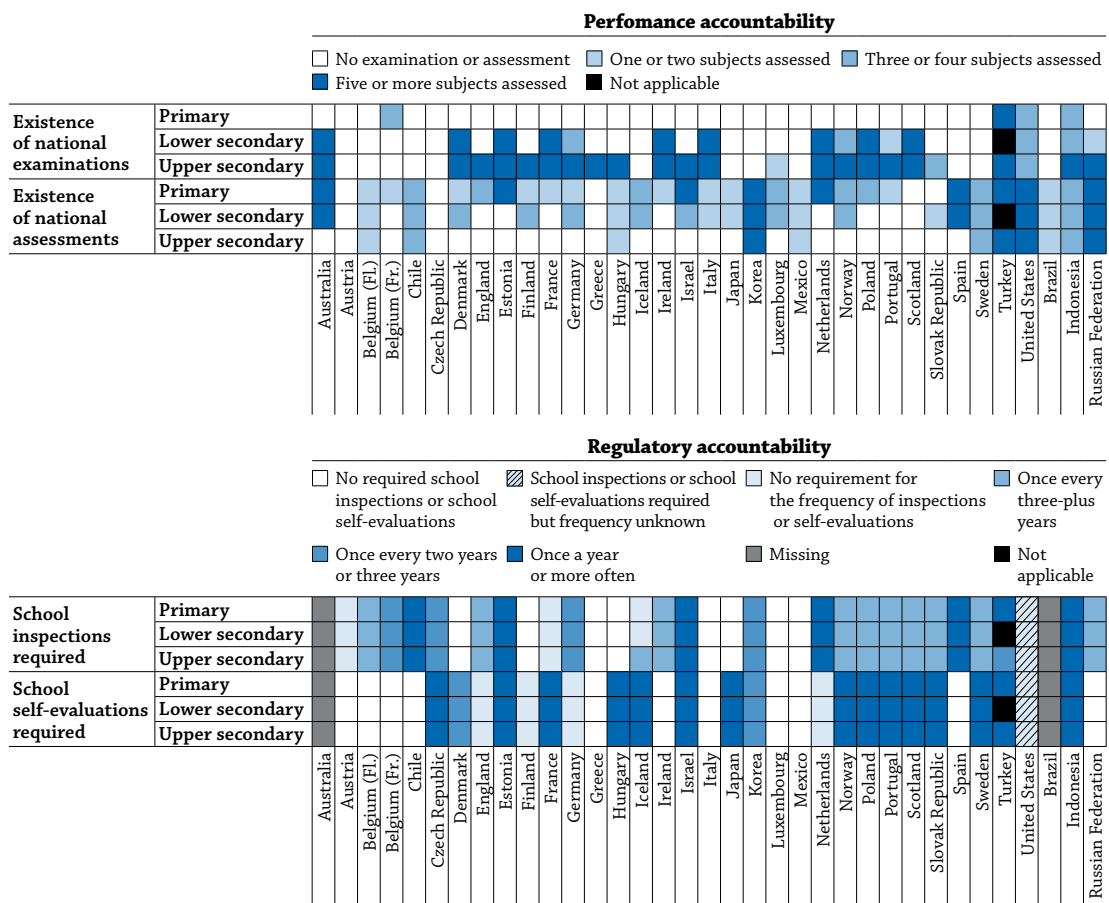 Perfomance accountability
No examination or assessment
One or two subjects assessed
Three or four subjects assessed
Five or more subjects assessed
Not applicable
Existence
of national
examinations
Primary
Lower secondary
Upper secondary
Existence
of national
assessments
Primary
Lower secondary
Upper secondary
Australia
Austria
Belgium (Fl.)
Belgium (Fr.)
Chile
Czech Republic
Denmark
England
Estonia
Finland
France
Germany
Greece
Hungary
Iceland
Ireland
Israel
Italy
Japan
Korea
Luxembourg
Mexico
Netherlands
Norway
Poland
Portugal
Scotland
Slovak Republic
Spain
Sweden
Turkey
United States
Brazil
Indonesia
Russian Federation
Regulatory accountability
No required school
inspections or school
self-evaluations
School inspections or school
self-evaluations required
but frequency unknown
No requirement for
the frequency of inspections
or self-evaluations
Once every
three-plus
years
Once every two years
or three years
Once a year
or more often
Missing
Not
applicable
School
inspections
required
Primary
Lower secondary
Upper secondary
School
self-evaluations
required
Primary
Lower secondary
Upper secondary
Australia
Austria
Belgium (Fl.)
Belgium (Fr.)
Chile
Czech Republic
Denmark
England
Estonia
Finland
France
Germany
Greece
Hungary
Iceland
Ireland
Israel
Italy
Japan
Korea
Luxembourg
Mexico
Netherlands
Norway
Poland
Portugal
Scotland
Slovak Republic
Spain
Sweden
Turkey
United States
Brazil
Indonesia
Russian Federation